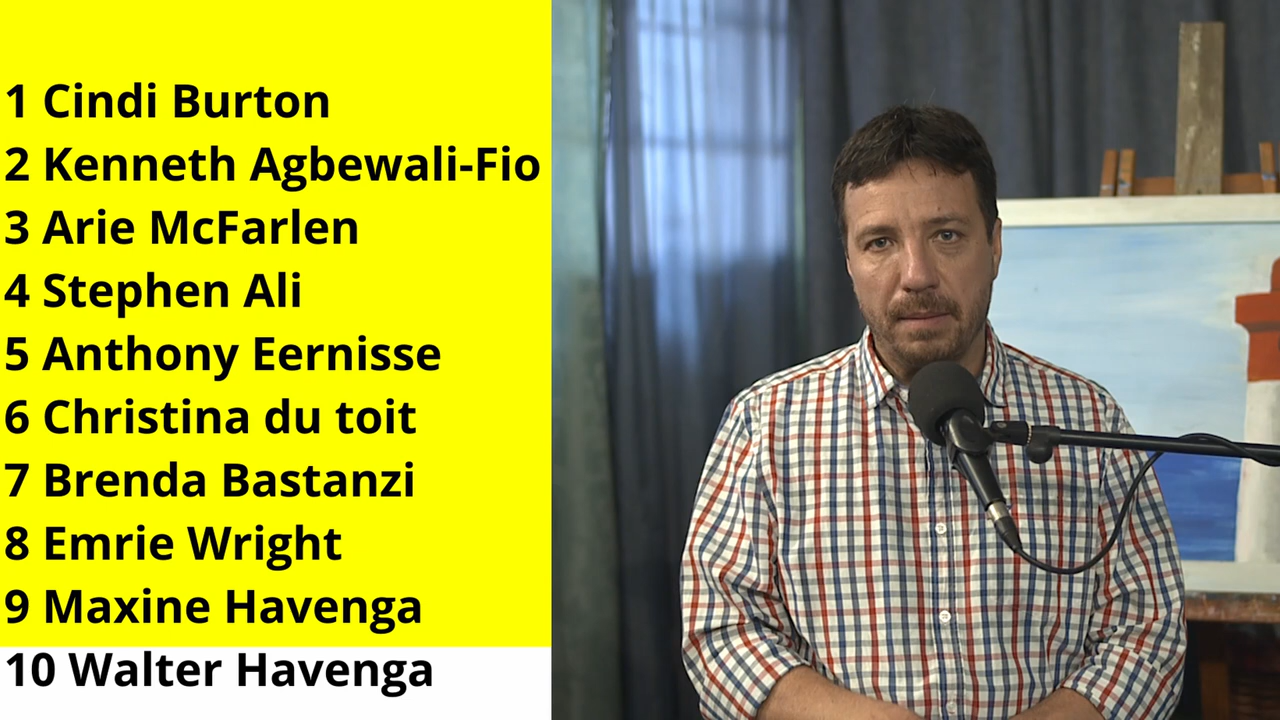 1 Cindi Burton
2 Kenneth Agbewali-Fio
3 Arie McFarlen
4 Stephen Ali
5 Anthony Eernisse
6 Christina du toit
7 Brenda Bastanzi
8 Emrie Wright
9 Maxine Havenga
10 Walter Havenga